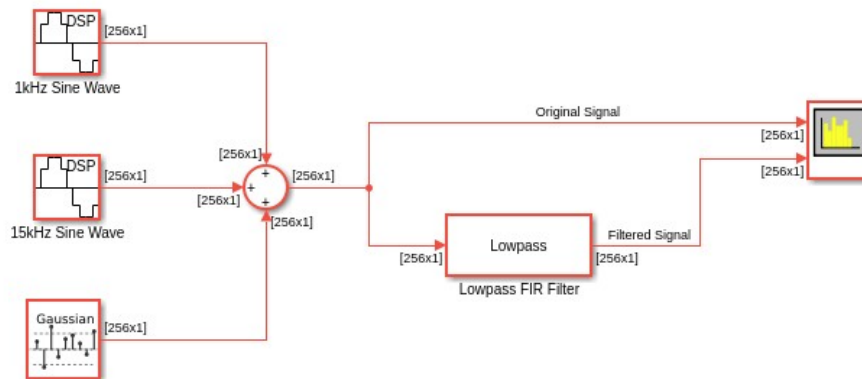 DSP
[256x1]
1kHz Sine Wave
[256x1]
Original Signal
[256x1]
DSP
[256x1]
[256x1]
+
+
+
[256x1]
[256x1]
[256x1]
15kHz Sine Wave
Lowpass
Filtered Signal
[256x1]
[256x1]
Lowpass FIR Filter
Gaussian
[256x1]